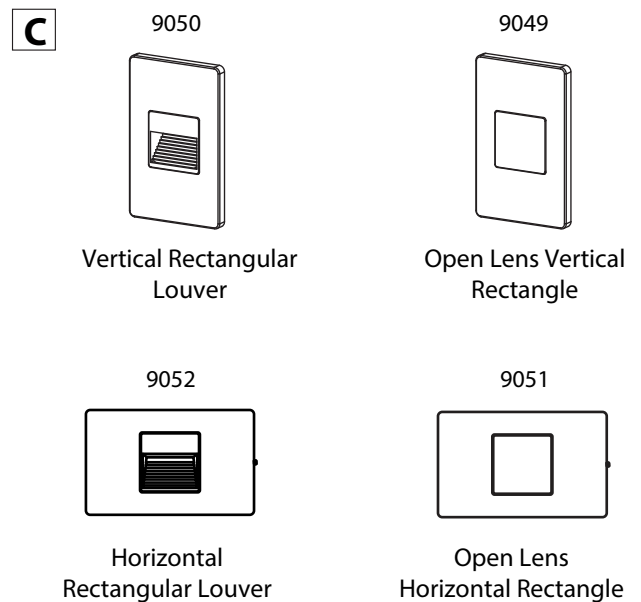 C
9050
9049
Vertical Rectangular
Louver
Open Lens Vertical
Rectangle
9052
9051
Horizontal
Rectangular Louver
Open Lens
Horizontal Rectangle